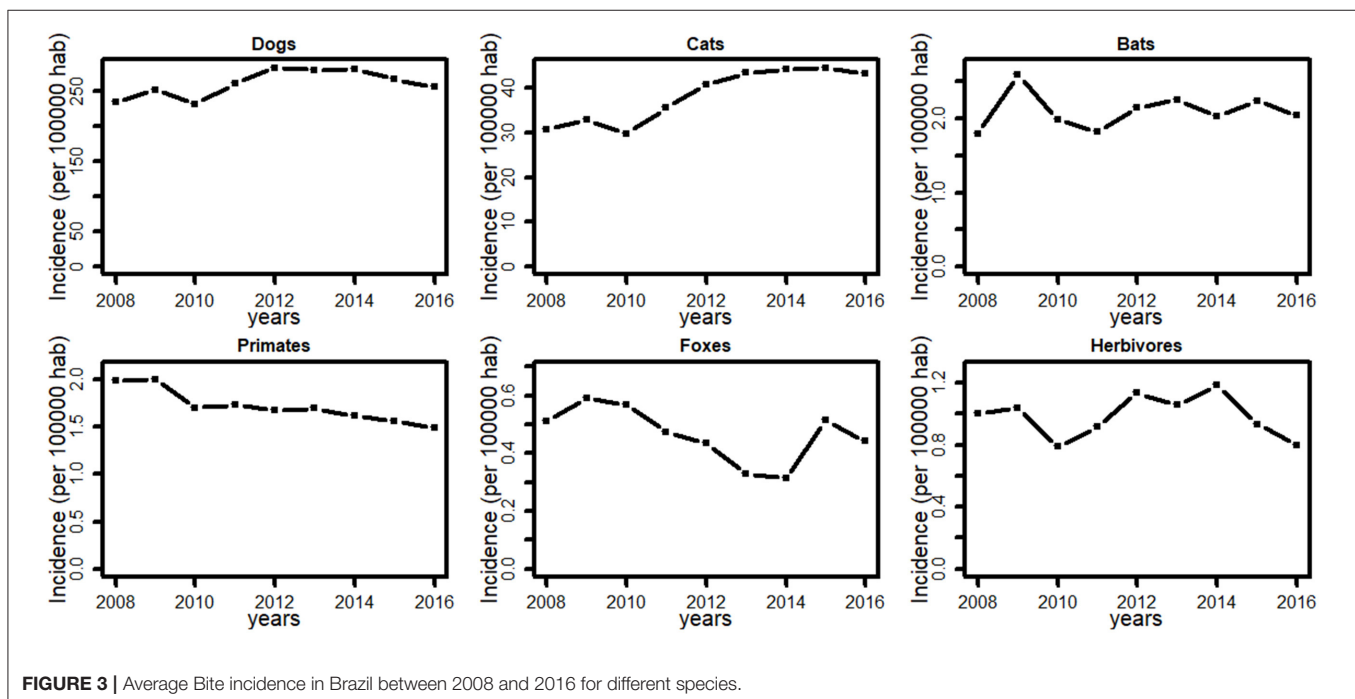 Dogs
Incidence (per 100000 hab)
250
150
50
0
2008 2010 2012 2014 2016
years
Cats
Incidence (per 100000 hab)
40
30
20
10
0
2008 2010 2012 2014 2016
years
Bats
Incidence (per 100000 hab)
2.0
1.0
0.0
2008 2010 2012 2014 2016
years
Primates
Incidence (per 100000 hab)
2.0
1.5
1.0
0.5
0.0
2008 2010 2012 2014 2016
years
Foxes
Incidence (per 100000 hab)
0.6
0.4
0.2
0.0
2008 2010 2012 2014 2016
years
Herbivores
Incidence (per 100000 hab)
1.2
0.8
0.4
0.0
2008 2010 2012 2014 2016
years
FIGURE 3 | Average Bite incidence in Brazil between 2008 and 2016 for different species.